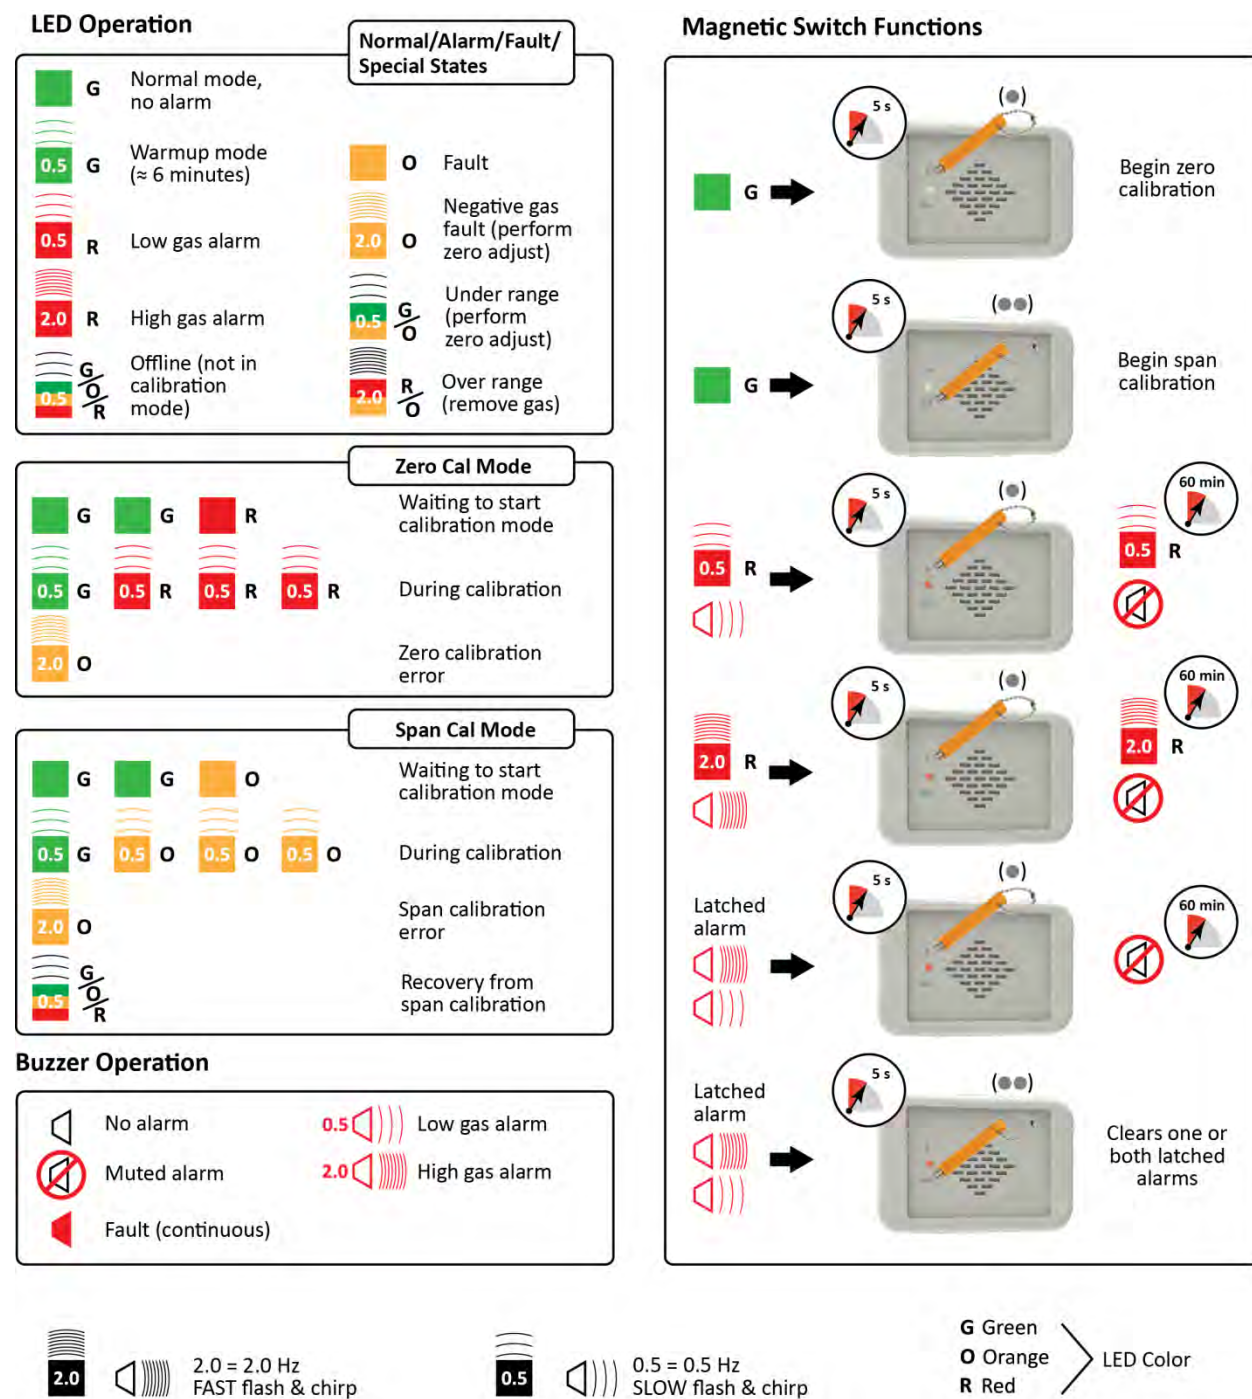 LED Operation
Normal/Alarm/Fault/
Special States
G
Normal mode,
no alarm
0.5
G
Warmup mode
(≈ 6 minutes)
O
Fault
0.5
R
Low gas alarm
2.0
O
Negative gas
fault (perform
zero adjust)
2.0
R
High gas alarm
0.5
G/O
Under range
(perform
zero adjust)
0.5
G/O/R
Offline (not in
calibration
mode)
2.0
R/O
Over range
(remove gas)
Zero Cal Mode
G
G
R
Waiting to start
calibration mode
0.5 G
0.5 R
0.5 R
0.5 R
During calibration
2.0 O
Zero calibration
error
Span Cal Mode
G
G
O
Waiting to start
calibration mode
0.5 G
0.5 O
0.5 O
0.5 O
During calibration
2.0 O
Span calibration
error
0.5
G/O/R
Recovery from
span calibration
Buzzer Operation
No alarm
0.5
Low gas alarm
Muted alarm
2.0
High gas alarm
Fault (continuous)
Magnetic Switch Functions
G
5 s
Begin zero
calibration
G
5 s
Begin span
calibration
0.5 R
5 s
60 min
0.5 R
2.0 R
5 s
60 min
2.0 R
Latched
alarm
5 s
60 min
Latched
alarm
5 s
Clears one or
both latched
alarms
2.0
2.0 = 2.0 Hz
FAST flash & chirp
0.5
0.5 = 0.5 Hz
SLOW flash & chirp
G Green
O Orange
R Red
LED Color